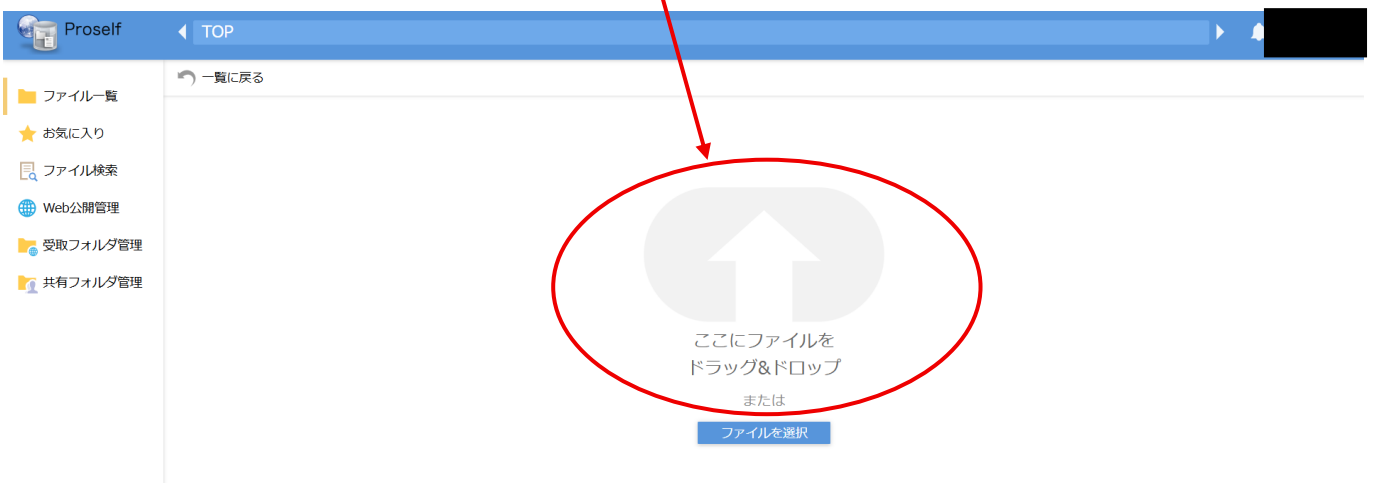 Proself
TOP
一覧に戻る
ファイル一覧
お気に入り
ファイル検索
Web公開管理
受取フォルダ管理
共有フォルダ管理
ここにファイルを
ドラッグ&ドロップ
または
ファイルを選択